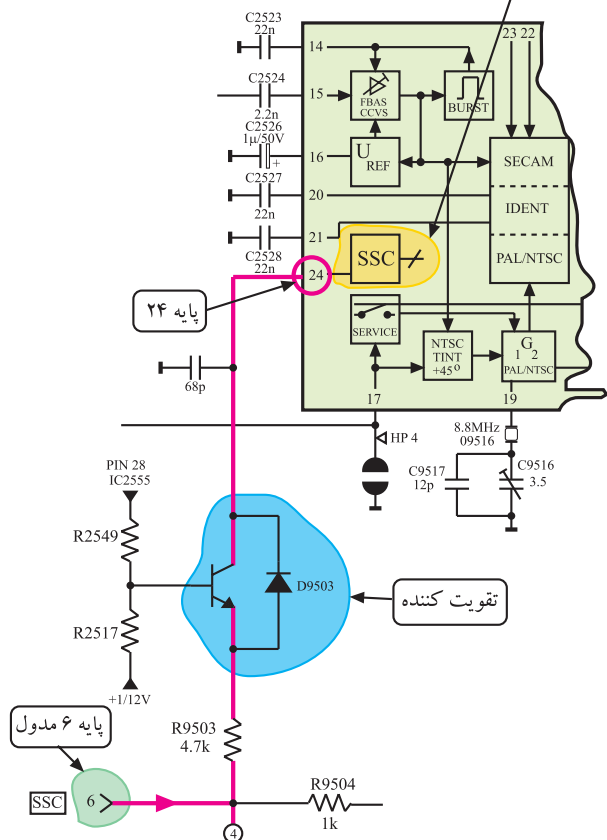 C2523
22n
14
23 22
C2524
2.2n
15
FBAS
CCVS
BURST
C2526
1µ/50V
+
16
U REF
SECAM
C2527
22n
20
IDENT
21
C2528
22n
SSC
PAL/NTSC
24
پایه ۲۴
SERVICE
NTSC
TINT
+45°
G
1 2
PAL/NTSC
68p
17
19
HP 4
8.8MHz
09516
C9517
12p
C9516
3.5
PIN 28
IC2555
R2549
D9503
تقویت کننده
R2517
+1/12V
پایه ۶ مدول
R9503
4.7k
SSC
6
R9504
1k
4